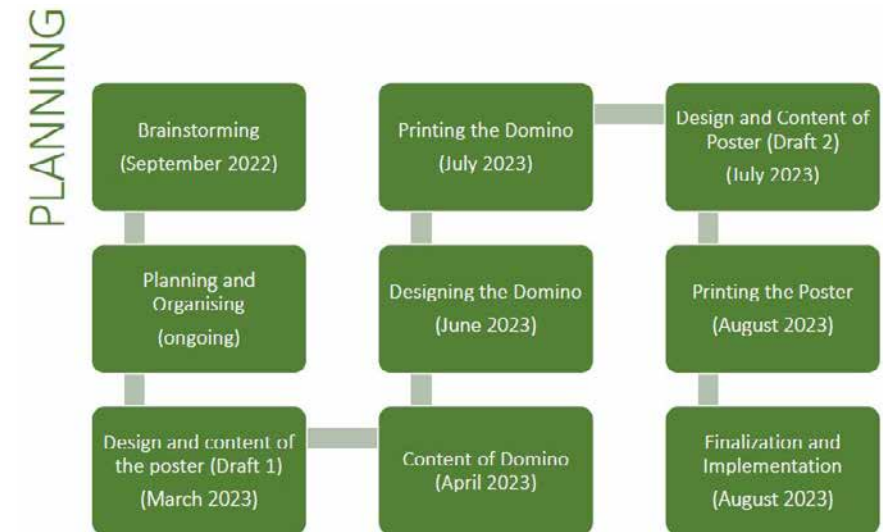 PLANNING
Brainstorming
(September 2022)
Planning and
Organising
(ongoing)
Design and content of
the poster (Draft 1)
(March 2023)
Content of Domino
(April 2023)
Designing the Domino
(June 2023)
Printing the Domino
(July 2023)
Design and Content of
Poster (Draft 2)
(July 2023)
Printing the Poster
(August 2023)
Finalization and
Implementation
(August 2023)